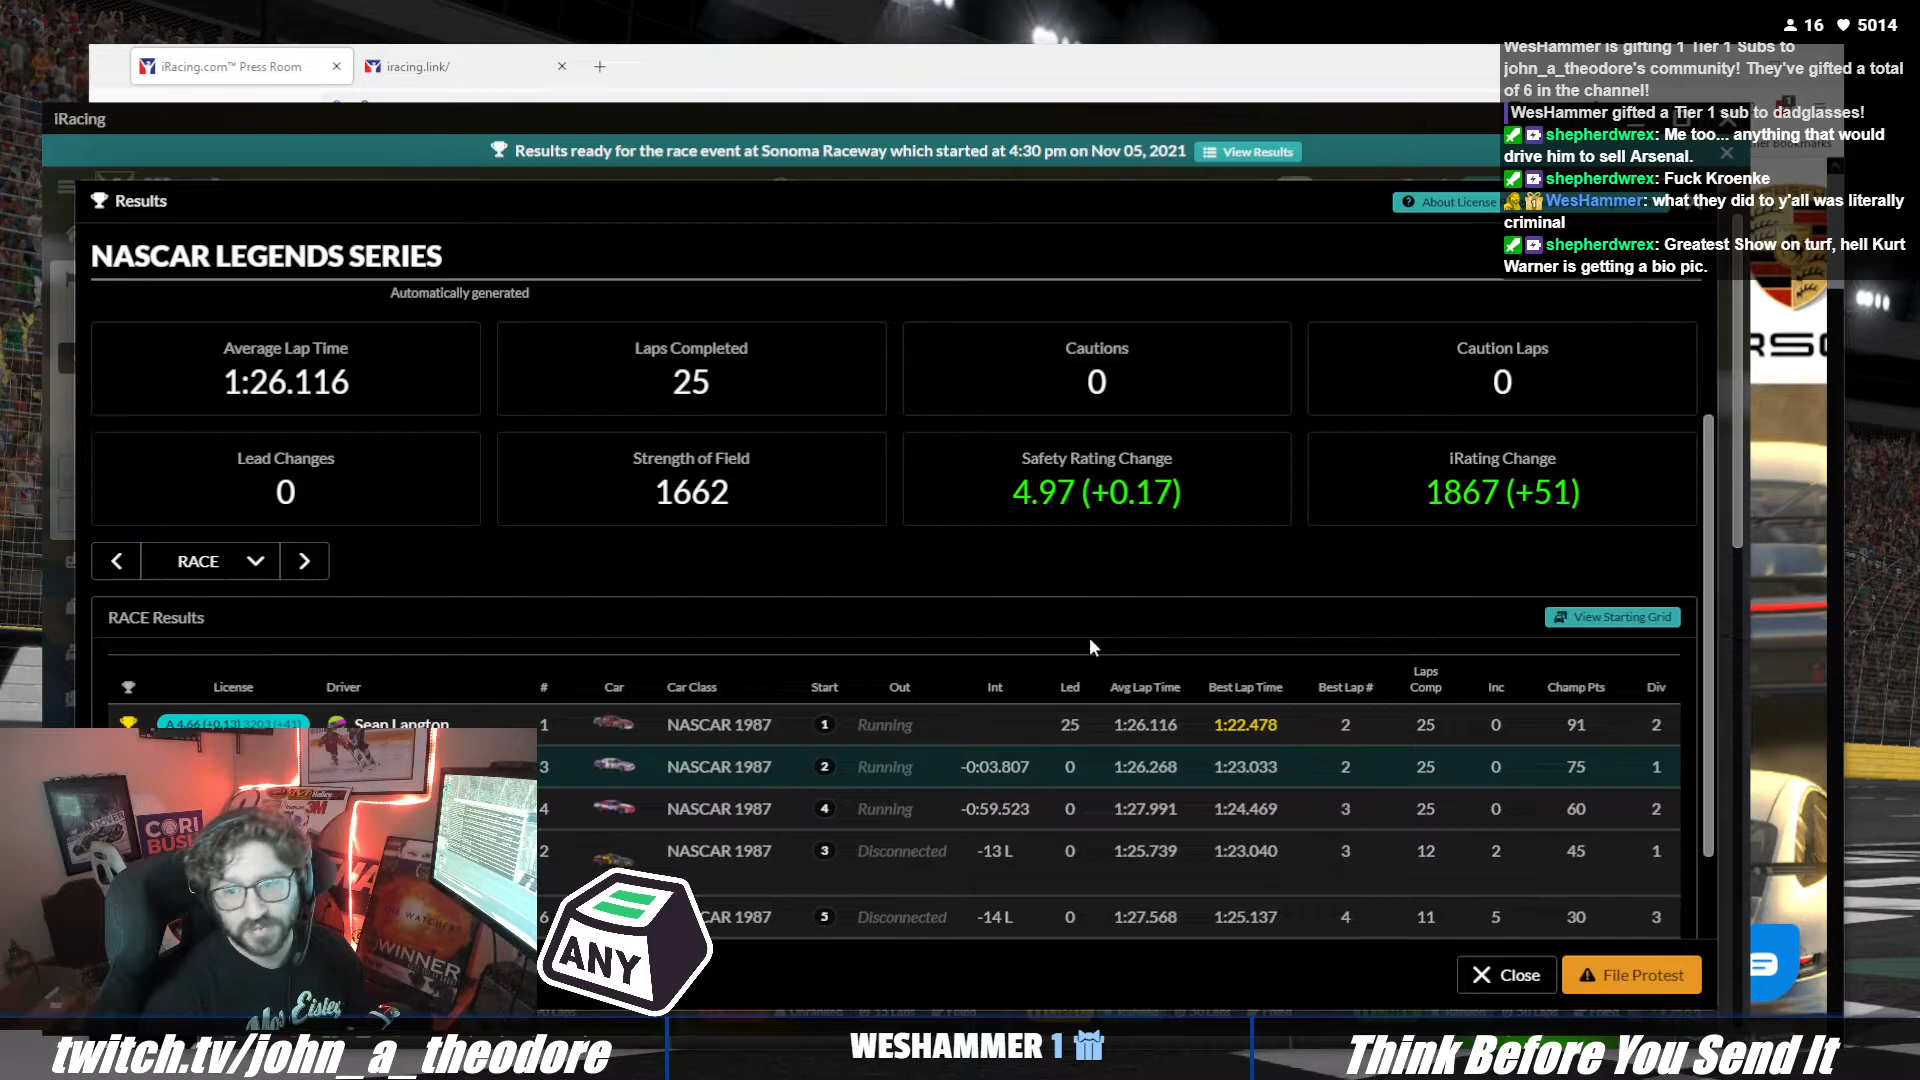 16 5014
iRacing.com™ Press Room
iracing.link/
WesHammer is gifting 1 Tier 1 Subs to
john_a_theodore's community! They've gifted a total
of 6 in the channel!
WesHammer gifted a Tier 1 sub to dadglasses!
shepherdwrex: Me too... anything that would
drive him to sell Arsenal.
shepherdwrex: Fuck Kroenke
WesHammer: what they did to y'all was literally
criminal
shepherdwrex: Greatest Show on turf, hell Kurt
Warner is getting a bio pic.
iRacing
Results ready for the race event at Sonoma Raceway which started at 4:30 pm on Nov 05, 2021 View Results
Results
About License
NASCAR LEGENDS SERIES
Automatically generated
Average Lap Time
1:26.116
Laps Completed
25
Cautions
0
Caution Laps
0
Lead Changes
0
Strength of Field
1662
Safety Rating Change
4.97 (+0.17)
iRating Change
1867 (+51)
RACE
RACE Results
View Starting Grid
License Driver # Car Car Class Start Out Int Led Avg Lap Time Best Lap Time Best Lap # Laps Comp Inc Champ Pts Div
A 4.66 (+0.13) 3203 (+41) Sean Langton 1 NASCAR 1987 1 Running 25 1:26.116 1:22.478 2 25 0 91 2
3 NASCAR 1987 2 Running -0:03.807 0 1:26.268 1:23.033 2 25 0 75 1
4 NASCAR 1987 4 Running -0:59.523 0 1:27.991 1:24.469 3 25 0 60 2
2 NASCAR 1987 3 Disconnected -13 L 0 1:25.739 1:23.040 3 12 2 45 1
6 CAR 1987 5 Disconnected -14 L 0 1:27.568 1:25.137 4 11 5 30 3
Close
File Protest
CORI
BUS
3M
WINNER
Mos Eisley
ANY
twitch.tv/john_a_theodore
WESHAMMER 1
Think Before You Send It